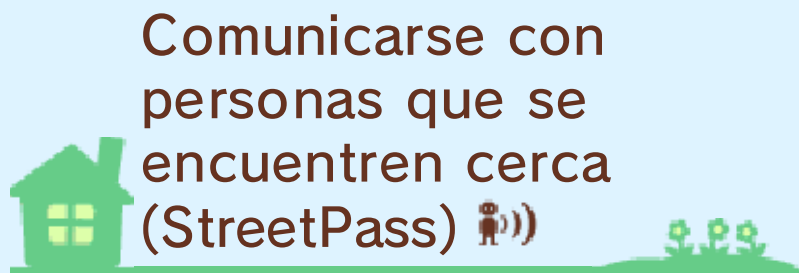 Comunicarse con
personas que se
encuentren cerca
(StreetPass)